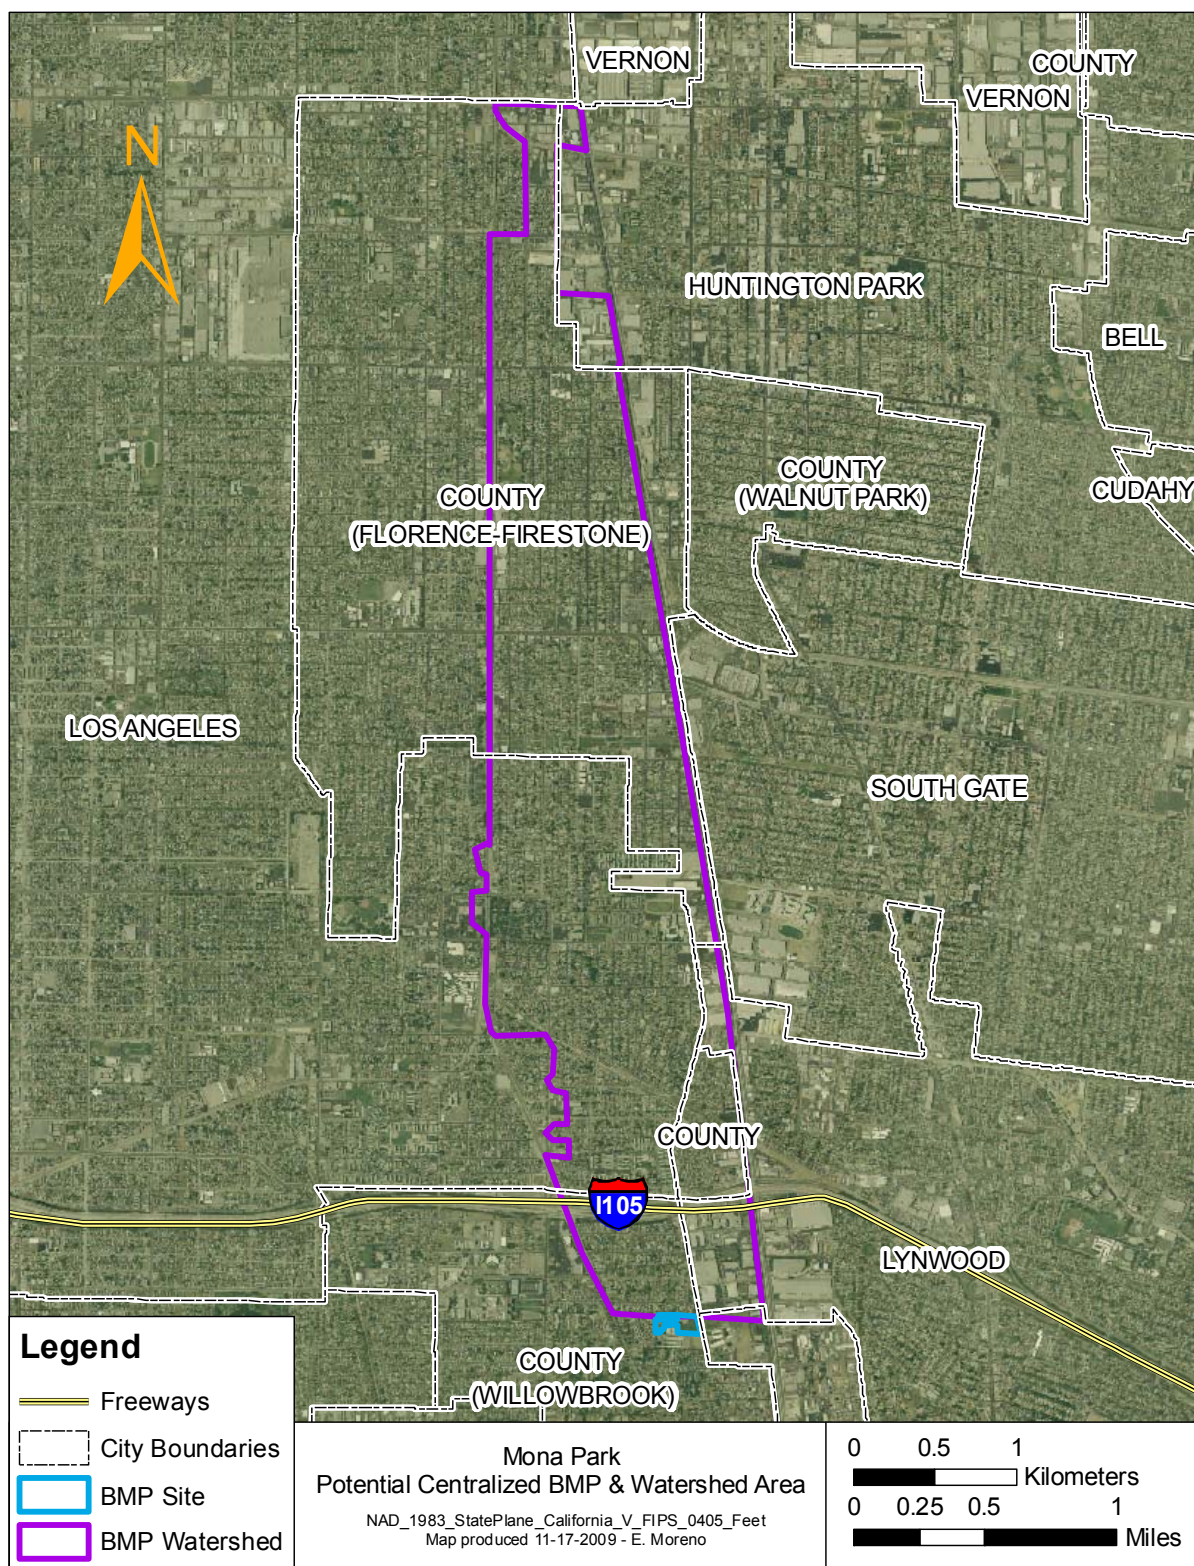 VERNON
COUNTY
VERNON
N
HUNTINGTON PARK
BELL
COUNTY
(WALNUT PARK)
CUDAHY
COUNTY
(FLORENCE-FIRESTONE)
LOS ANGELES
SOUTH GATE
COUNTY
I105
LYNWOOD
COUNTY
(WILLOWBROOK)
Legend
Freeways
City Boundaries
BMP Site
BMP Watershed
Mona Park
Potential Centralized BMP & Watershed Area
NAD_1983_StatePlane_California_V_FIPS_0405_Feet
Map produced 11-17-2009 - E. Moreno
0 0.5 1
Kilometers
0 0.25 0.5 1
Miles